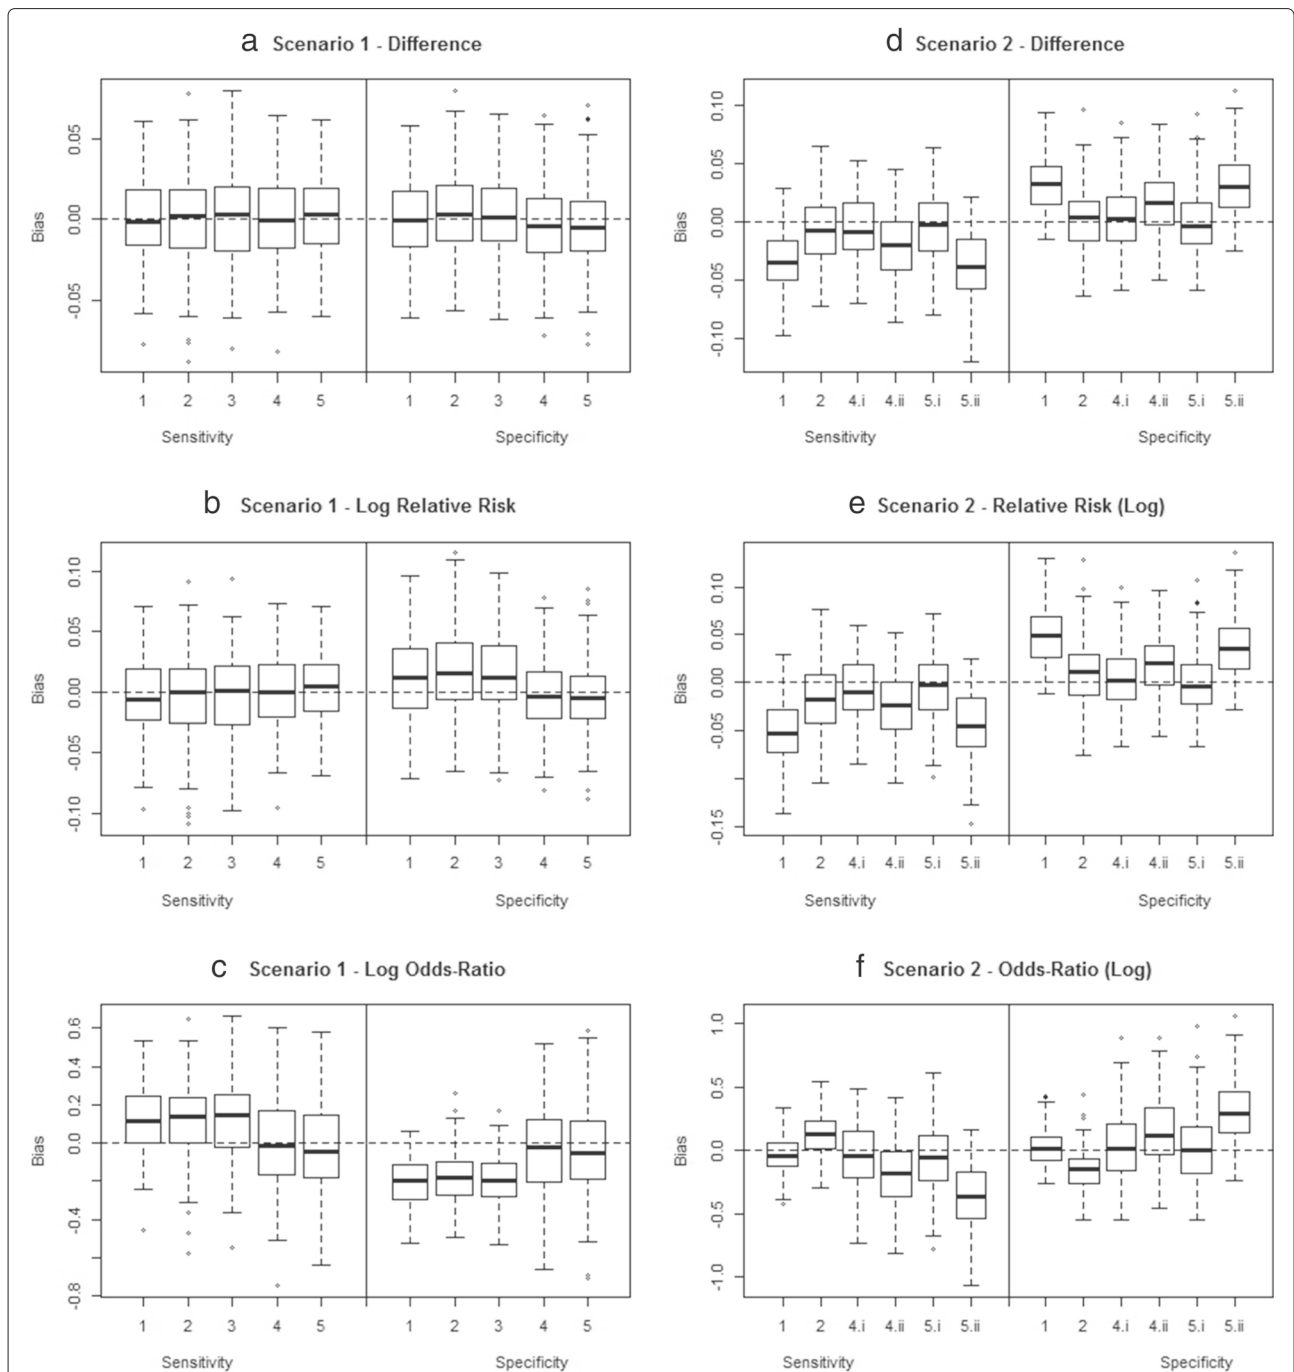 a Scenario 1 - Difference
0.05
0.00
-0.05
Bias
1 2 3 4 5 1 2 3 4 5
Sensitivity Specificity
d Scenario 2 - Difference
0.10
0.05
0.00
-0.05
-0.10
Bias
1 2 4.i 4.ii 5.i 5.ii 1 2 4.i 4.ii 5.i 5.ii
Sensitivity Specificity
b Scenario 1 - Log Relative Risk
0.10
0.05
0.00
-0.05
-0.10
Bias
1 2 3 4 5 1 2 3 4 5
Sensitivity Specificity
e Scenario 2 - Relative Risk (Log)
0.10
0.05
0.00
-0.05
-0.15
Bias
1 2 4.i 4.ii 5.i 5.ii 1 2 4.i 4.ii 5.i 5.ii
Sensitivity Specificity
c Scenario 1 - Log Odds-Ratio
0.6
0.4
0.2
0.0
-0.4
-0.8
Bias
1 2 3 4 5 1 2 3 4 5
Sensitivity Specificity
f Scenario 2 - Odds-Ratio (Log)
1.0
0.5
0.0
-0.5
-1.0
Bias
1 2 4.i 4.ii 5.i 5.ii 1 2 4.i 4.ii 5.i 5.ii
Sensitivity Specificity